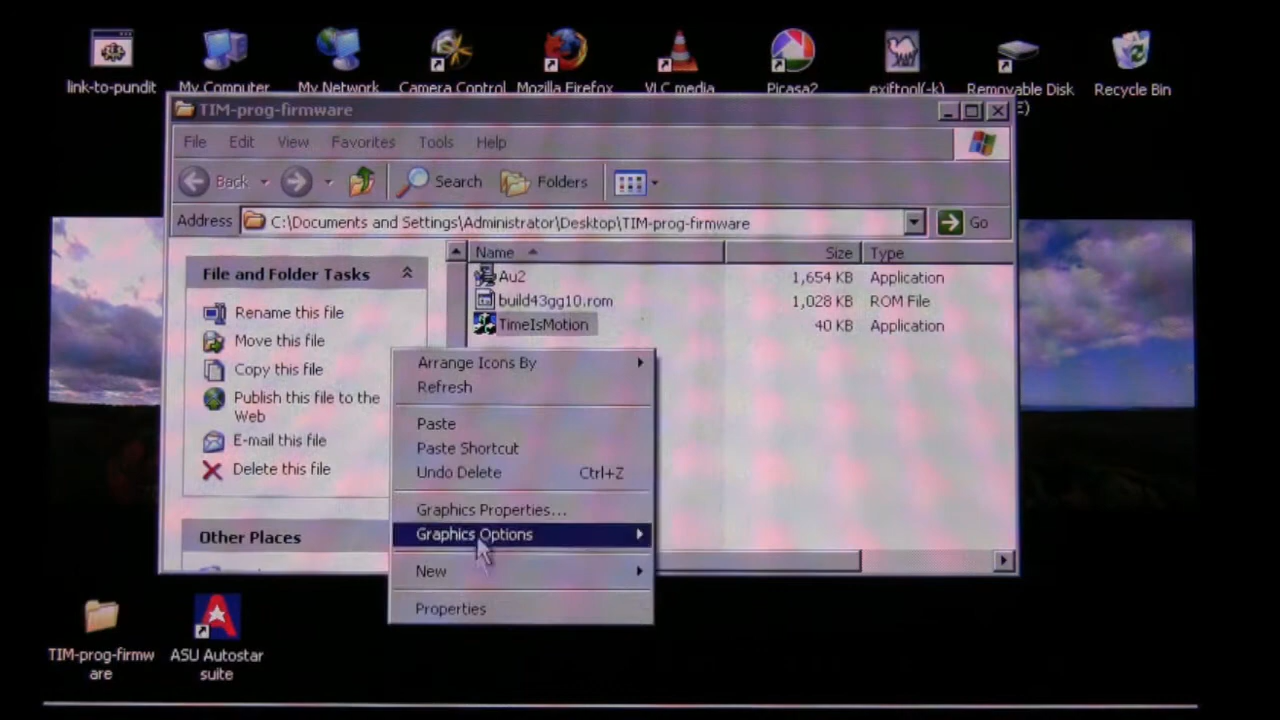 link-to-pundit
My Computer
My Network
Camera Control
Mozilla Firefox
VLC media
Picasa2
exiftool(-k)
Removable Disk
E)
Recycle Bin
TIM-prog-firmware
File Edit View Favorites Tools Help
Back Search Folders
Address C:\Documents and Settings\Administrator\Desktop\TIM-prog-firmware Go
File and Folder Tasks
Rename this file
Move this file
Copy this file
Publish this file to the
Web
E-mail this file
Delete this file
Other Places
Name Size Type
Au2 1,654 KB Application
build43gg10.rom 1,028 KB ROM File
TimeIsMotion 40 KB Application
Arrange Icons By
Refresh
Paste
Paste Shortcut
Undo Delete Ctrl+Z
Graphics Properties...
Graphics Options
New
Properties
TIM-prog-firmw
are
ASU Autostar
suite